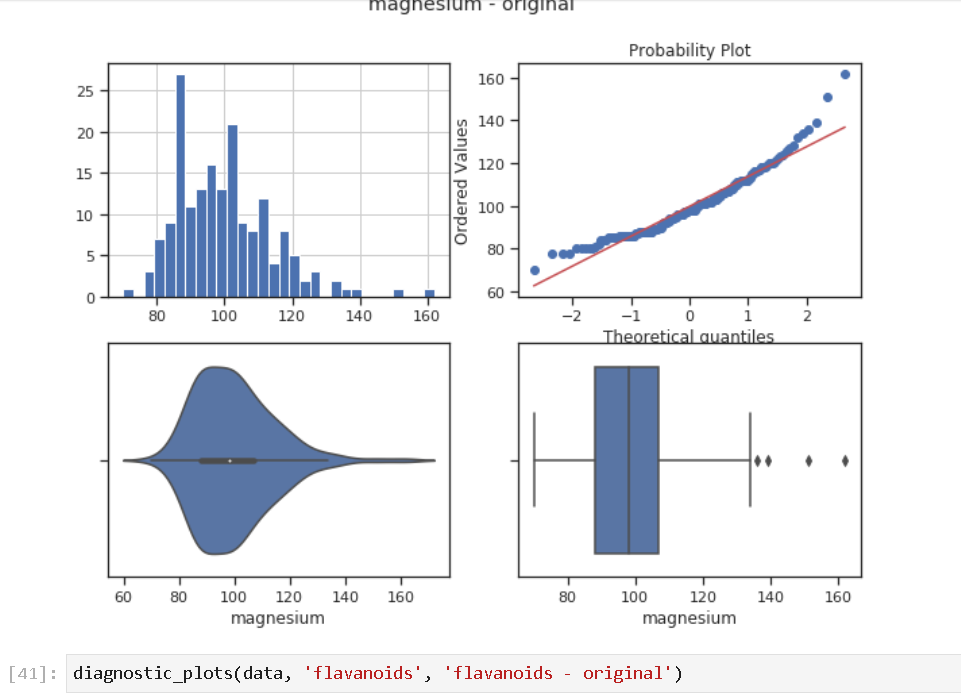 magnesium - original
Probability Plot
25
20
15
10
5
0
80 100 120 140 160
Ordered Values
160
140
120
100
80
60
−2 −1 0 1 2
Theoretical quantiles
60 80 100 120 140 160
magnesium
80 100 120 140 160
magnesium
[41]: diagnostic_plots(data, 'flavanoids', 'flavanoids - original')